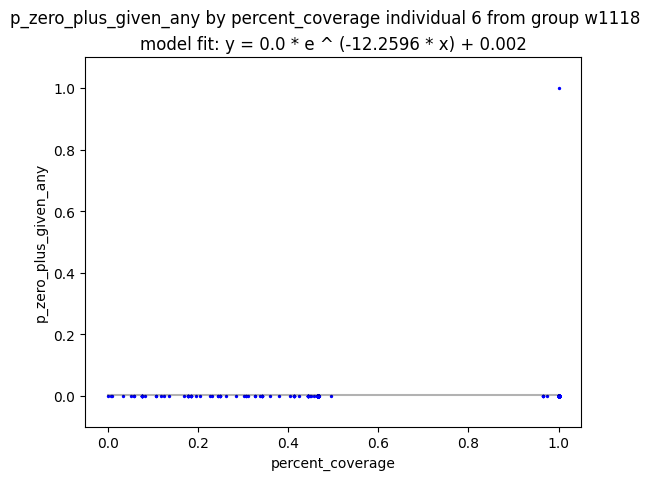 p_zero_plus_given_any by percent_coverage individual 6 from group w1118
model fit: y = 0.0 * e ^ (-12.2596 * x) + 0.002
1.0
0.8
0.6
0.4
0.2
0.0
p_zero_plus_given_any
0.0 0.2 0.4 0.6 0.8 1.0
percent_coverage